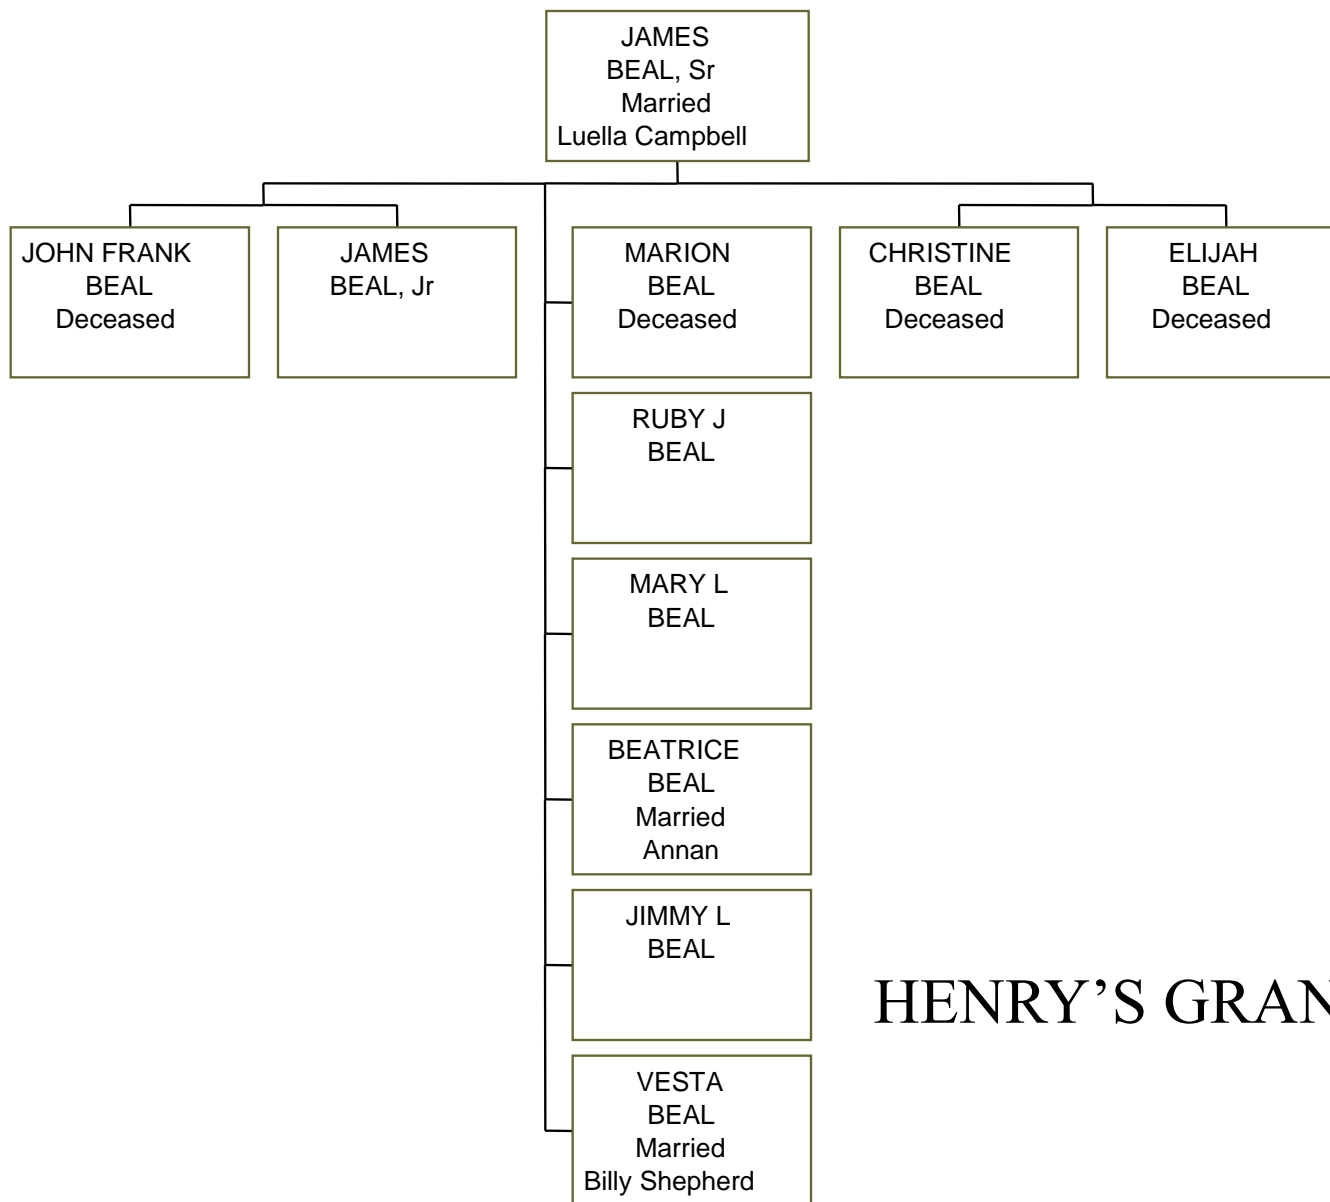 JAMES
BEAL, Sr
Married
Luella Campbell
JOHN FRANK
BEAL
Deceased
JAMES
BEAL, Jr
MARION
BEAL
Deceased
CHRISTINE
BEAL
Deceased
ELIJAH
BEAL
Deceased
RUBY J
BEAL
MARY L
BEAL
BEATRICE
BEAL
Married
Annan
JIMMY L
BEAL
HENRY’S GRAN
VESTA
BEAL
Married
Billy Shepherd